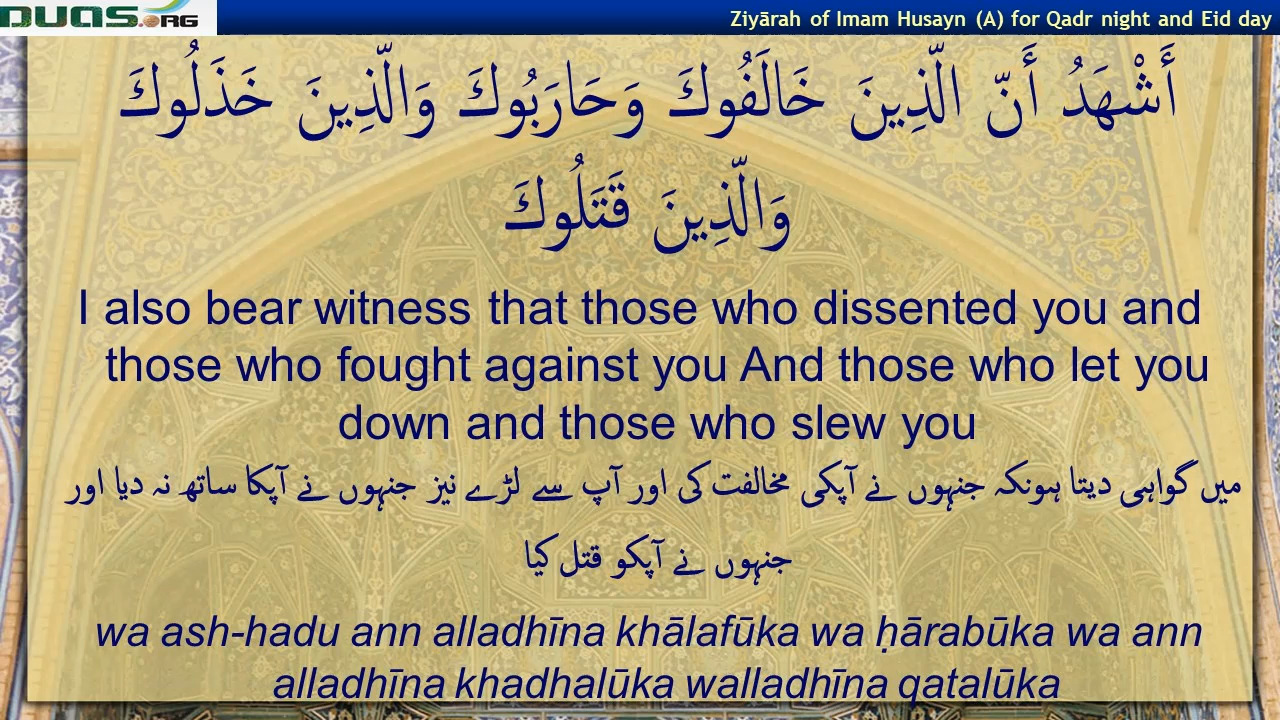 DUAS.ORG
Ziyārah of Imam Husayn (A) for Qadr night and Eid day
أَشْهَدُ أَنّ الّذِينَ خَالَفُوكَ وَحَارَبُوكَ وَالّذِينَ خَذَلُوكَ
وَالّذِينَ قَتَلُوكَ
I also bear witness that those who dissented you and
those who fought against you And those who let you
down and those who slew you
میں گواہی دیتا ہونکہ جنہوں نے آپکی مخالفت کی اور آپ سے لڑے نیز جنہوں نے آپکا ساتھ نہ دیا اور
جنہوں نے آپکو قتل کیا
wa ash-hadu ann alladhīna khālafūka wa ḥārabūka wa ann
alladhīna khadhalūka walladhīna qatalūka